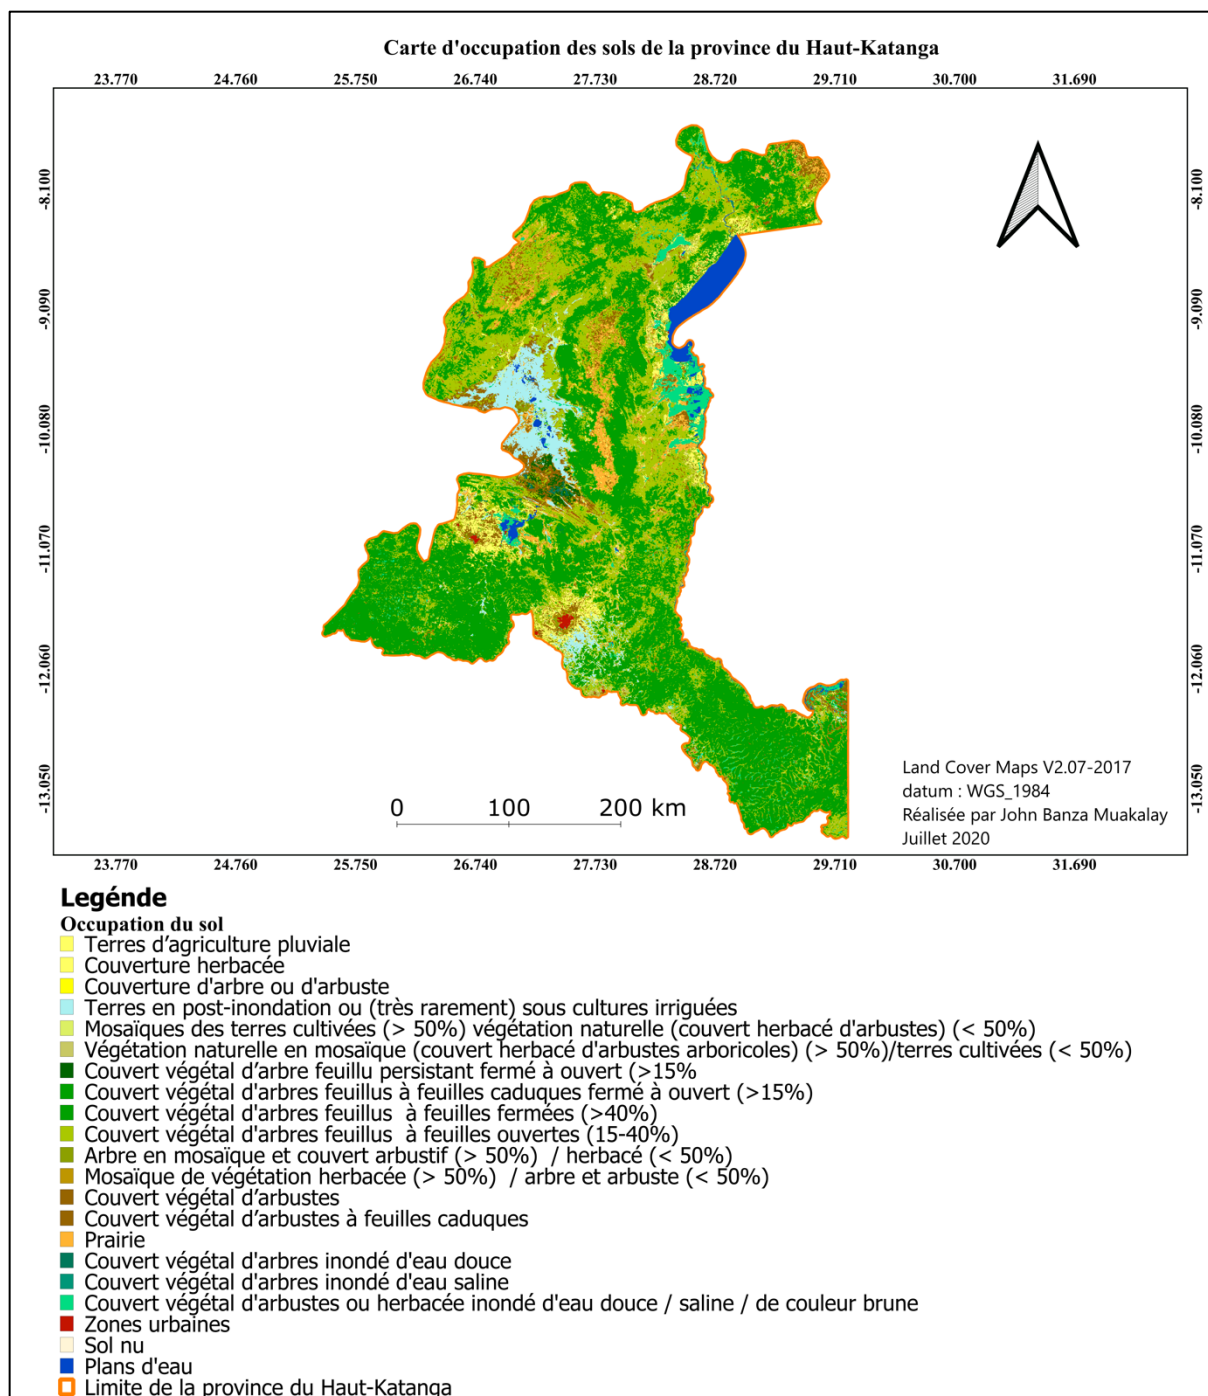 Carte d'occupation des sols de la province du Haut-Katanga
23.770 24.760 25.750 26.740 27.730 28.720 29.710 30.700 31.690
-8.100 -8.100
-9.090 -9.090
-10.080 -10.080
-11.070 -11.070
-12.060 -12.060
-13.050 -13.050
Land Cover Maps V2.07-2017
datum : WGS_1984
Réalisée par John Banza Muakalay
Juillet 2020
0 100 200 km
23.770 24.760 25.750 26.740 27.730 28.720 29.710 30.700 31.690
Legénde
Occupation du sol
Terres d’agriculture pluviale
Couverture herbacée
Couverture d'arbre ou d'arbuste
Terres en post-inondation ou (très rarement) sous cultures irriguées
Mosaïques des terres cultivées (> 50%) végétation naturelle (couvert herbacé d'arbustes) (< 50%)
Végétation naturelle en mosaïque (couvert herbacé d'arbustes arboricoles) (> 50%)/terres cultivées (< 50%)
Couvert végétal d’arbre feuillu persistant fermé à ouvert (>15%
Couvert végétal d'arbres feuillus à feuilles caduques fermé à ouvert (>15%)
Couvert végétal d'arbres feuillus à feuilles fermées (>40%)
Couvert végétal d'arbres feuillus à feuilles ouvertes (15-40%)
Arbre en mosaïque et couvert arbustif (> 50%) / herbacé (< 50%)
Mosaïque de végétation herbacée (> 50%) / arbre et arbuste (< 50%)
Couvert végétal d’arbustes
Couvert végétal d’arbustes à feuilles caduques
Prairie
Couvert végétal d'arbres inondé d'eau douce
Couvert végétal d'arbres inondé d'eau saline
Couvert végétal d'arbustes ou herbacée inondé d'eau douce / saline / de couleur brune
Zones urbaines
Sol nu
Plans d'eau
Limite de la province du Haut-Katanga